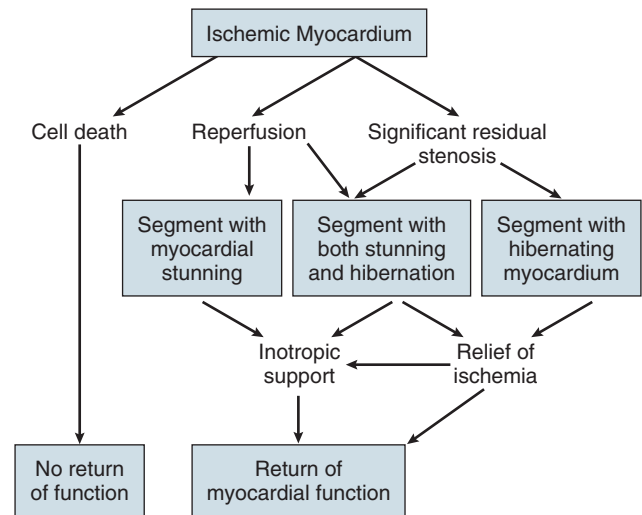 Ischemic Myocardium
Cell death
Reperfusion
Significant residual
stenosis
Segment with
myocardial
stunning
Segment with
both stunning
and hibernation
Segment with
hibernating
myocardium
Inotropic
support
Relief of
ischemia
No return
of function
Return of
myocardial function